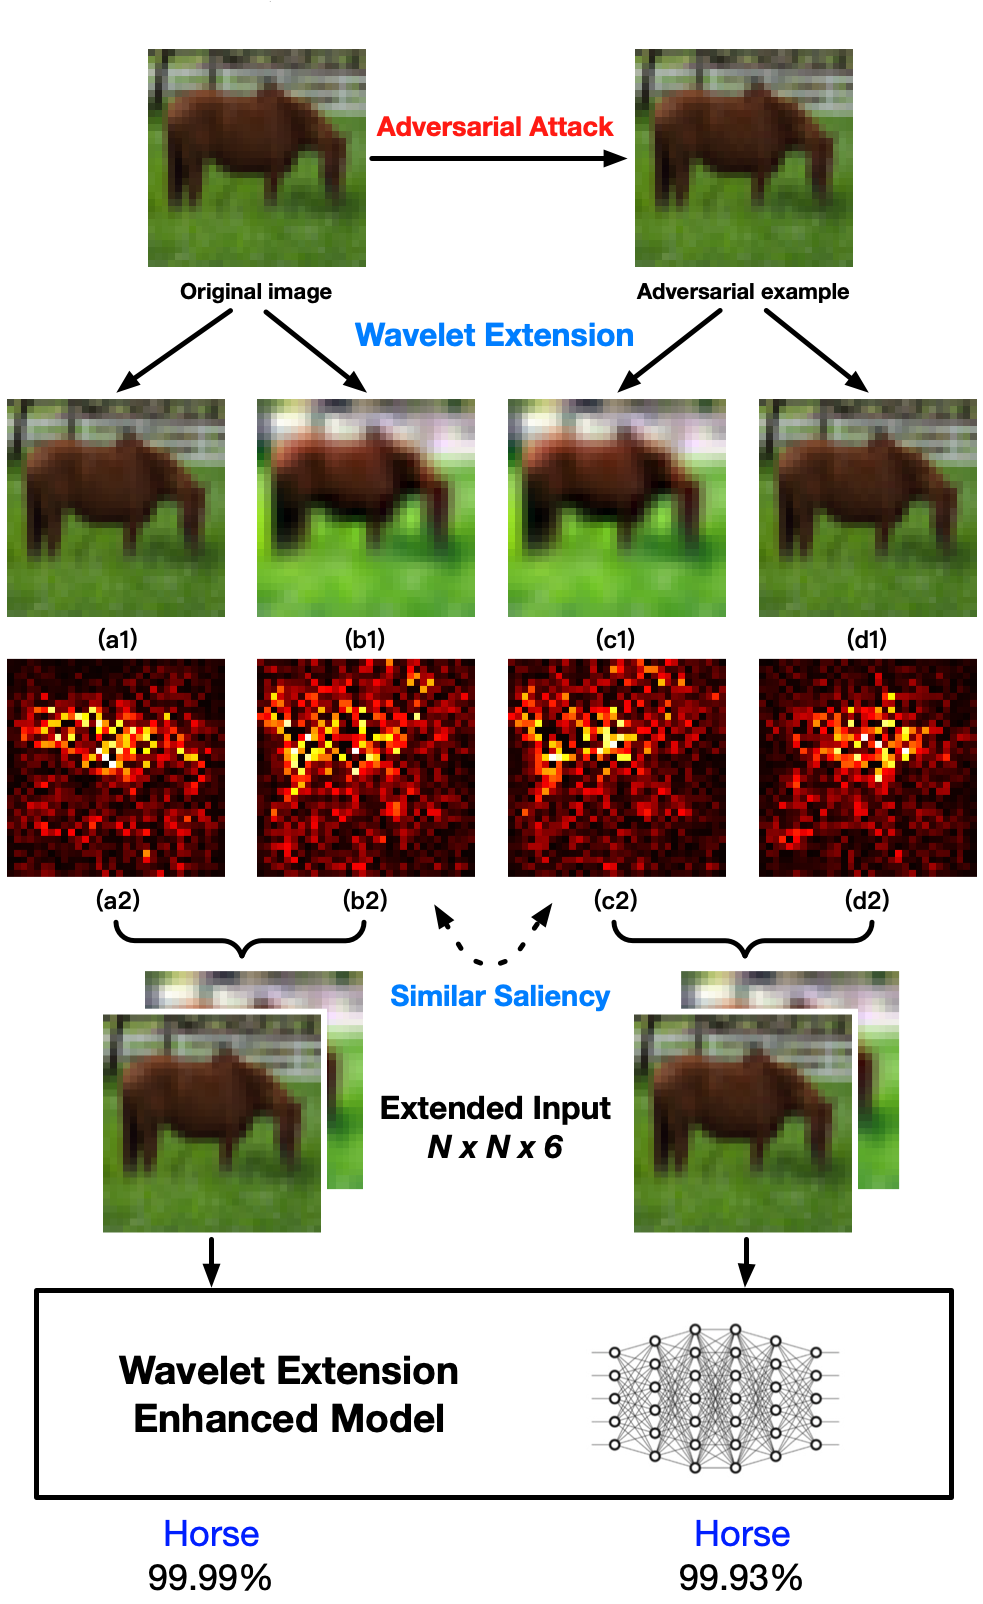 Adversarial Attack
Original image
Adversarial example
Wavelet Extension
(a1)
(b1)
(c1)
(d1)
(a2)
(b2)
(c2)
(d2)
Similar Saliency
Extended Input
N x N x 6
Wavelet Extension
Enhanced Model
Horse
99.99%
Horse
99.93%